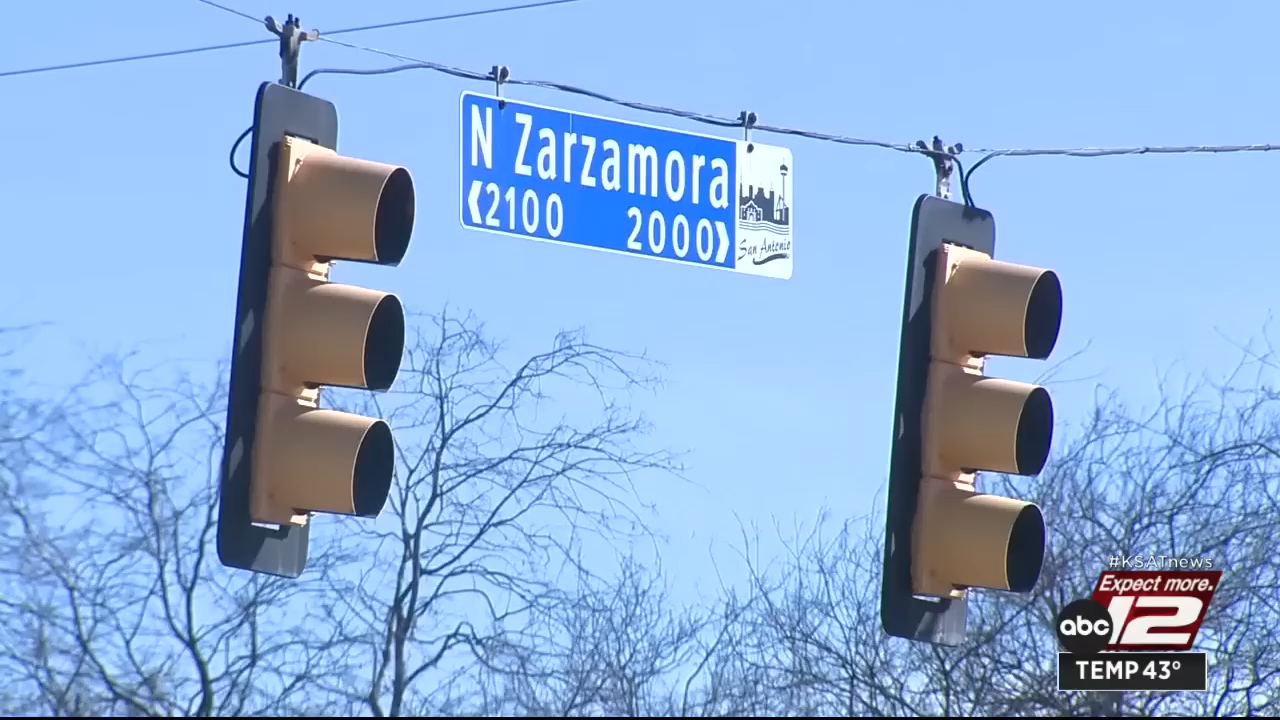 N Zarzamora
2100 2000
San Antonio
#KSATnews
Expect more.
abc 12
TEMP 43°